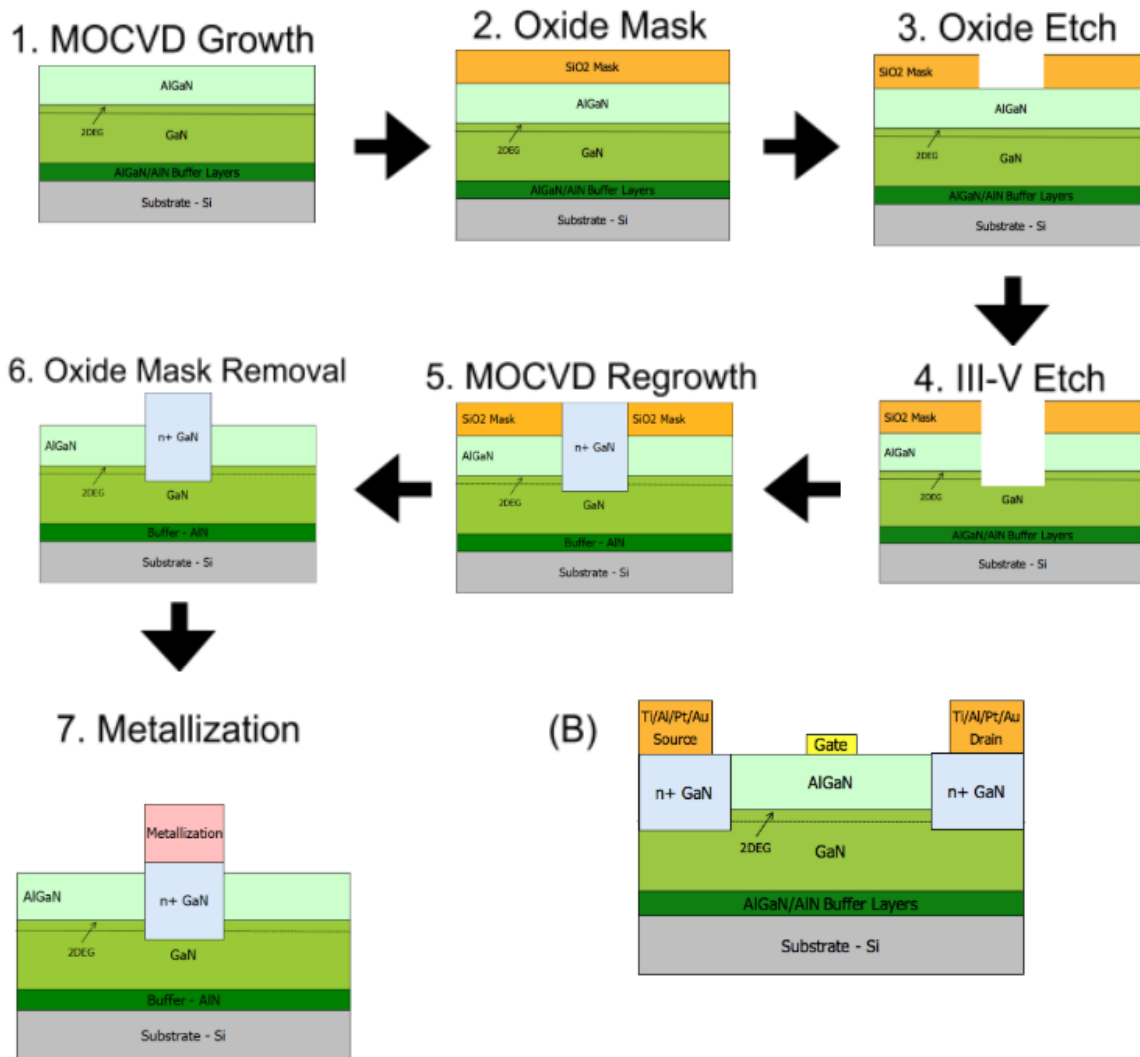 1. MOCVD Growth
AlGaN
2DEG
GaN
AlGaN/AlN Buffer Layers
Substrate - Si
2. Oxide Mask
SiO2 Mask
AlGaN
2DEG
GaN
AlGaN/AlN Buffer Layers
Substrate - Si
3. Oxide Etch
SiO2 Mask
AlGaN
2DEG
GaN
AlGaN/AlN Buffer Layers
Substrate - Si
4. III-V Etch
SiO2 Mask
AlGaN
2DEG
GaN
AlGaN/AlN Buffer Layers
Substrate - Si
5. MOCVD Regrowth
SiO2 Mask SiO2 Mask
n+ GaN
AlGaN
2DEG
GaN
Buffer - AlN
Substrate - Si
6. Oxide Mask Removal
n+ GaN
AlGaN
2DEG
GaN
Buffer - AlN
Substrate - Si
7. Metallization
Metallization
AlGaN
n+ GaN
2DEG
GaN
Buffer - AlN
Substrate - Si
(B)
Ti/Al/Pt/Au
Source
Gate
Ti/Al/Pt/Au
Drain
n+ GaN
AlGaN
n+ GaN
2DEG
GaN
AlGaN/AlN Buffer Layers
Substrate - Si